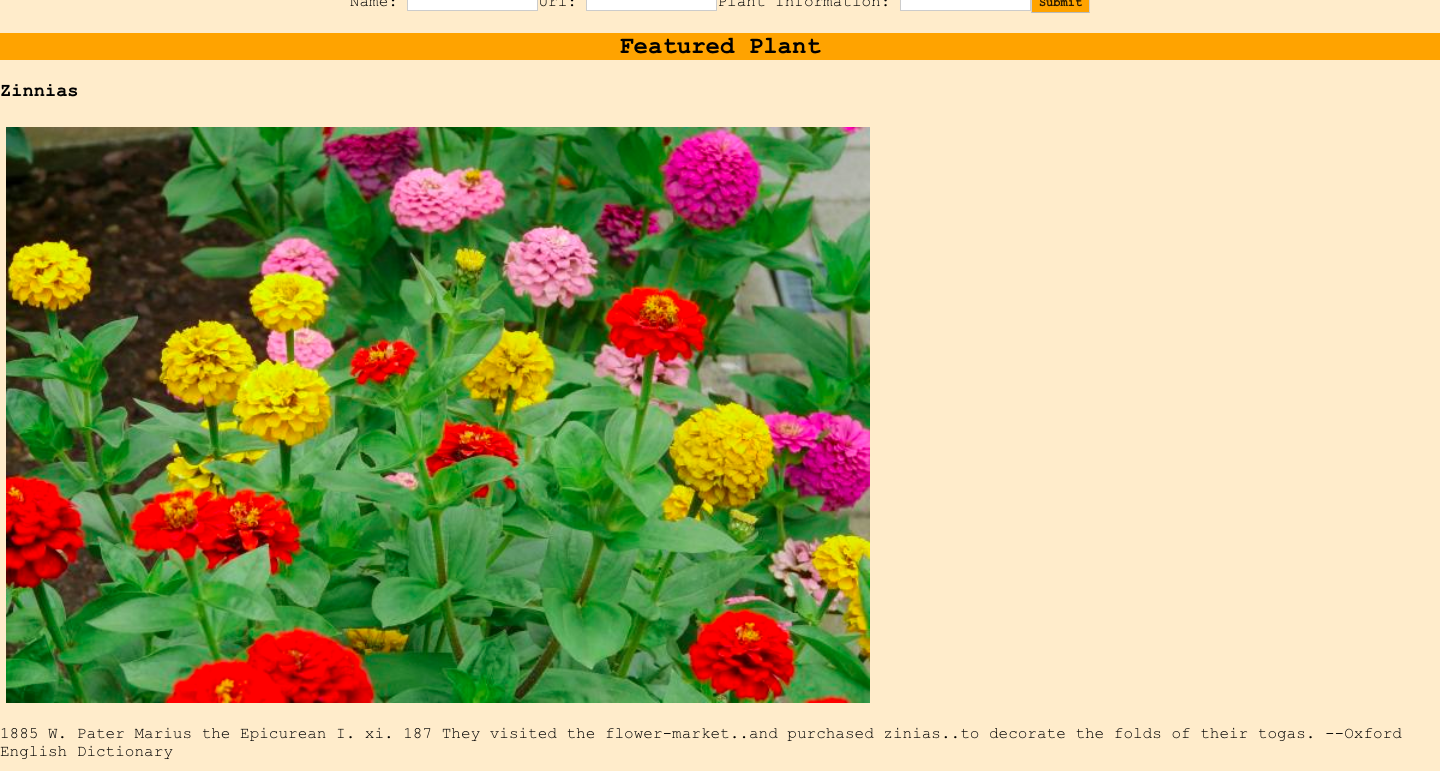 Name: Url: Plant Information: Submit
Featured Plant
Zinnias
1885 W. Pater Marius the Epicurean I. xi. 187 They visited the flower-market..and purchased zinias..to decorate the folds of their togas. --Oxford
English Dictionary